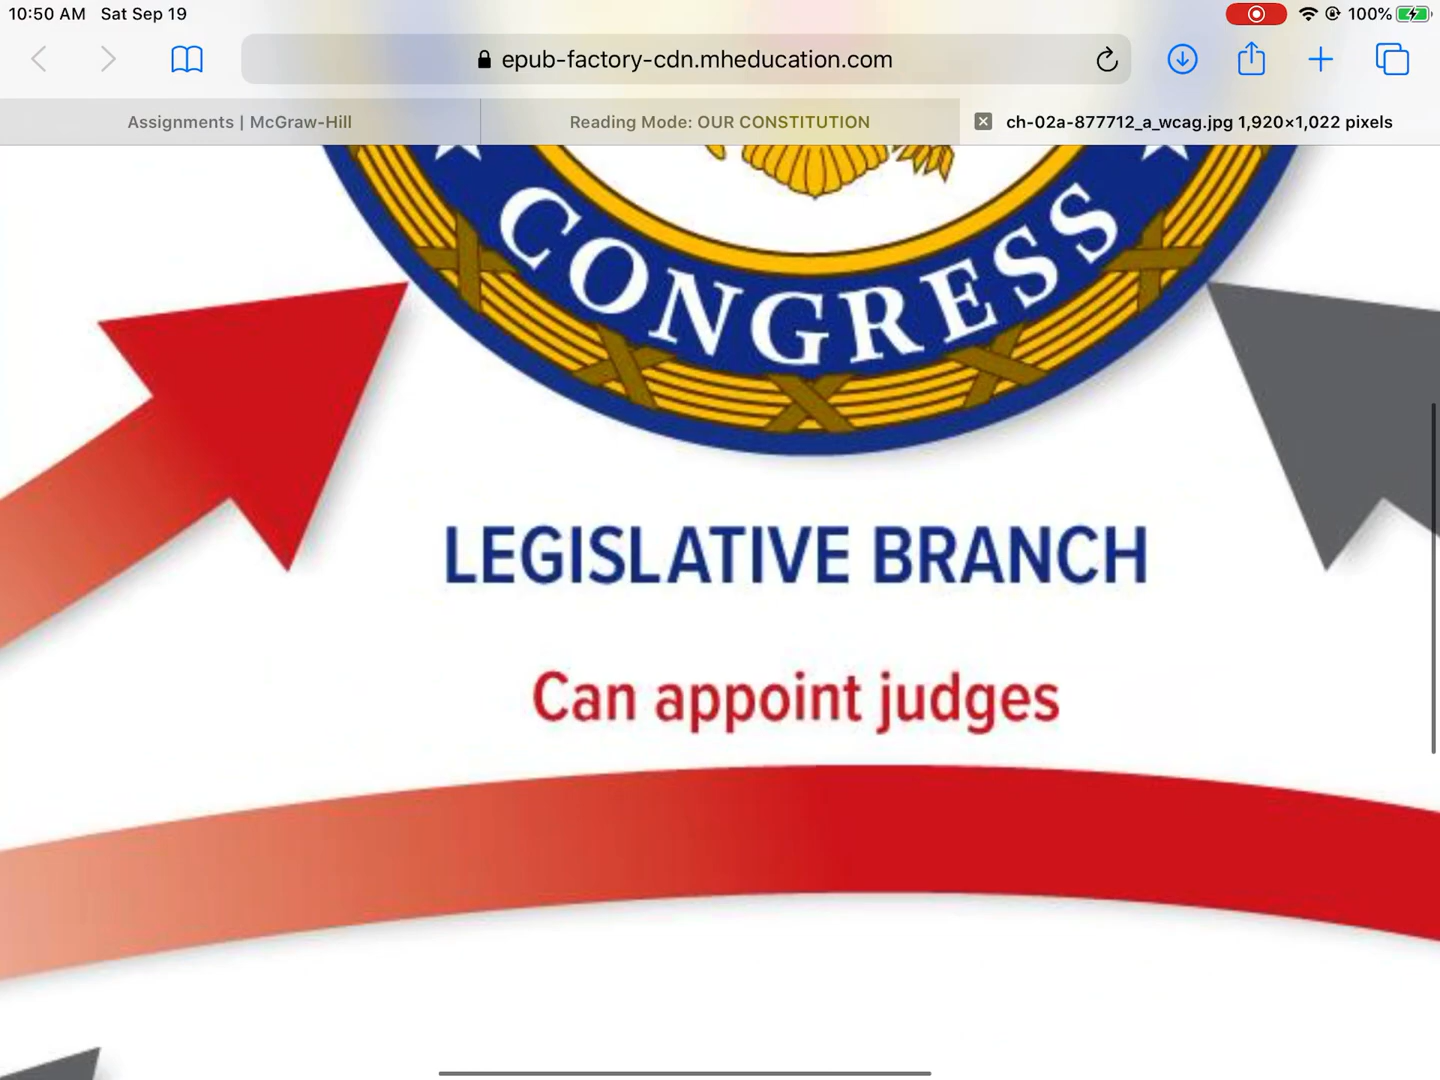 10:50 AM Sat Sep 19
100%
epub-factory-cdn.mheducation.com
Assignments | McGraw-Hill
Reading Mode: OUR CONSTITUTION
ch-02a-877712_a_wcag.jpg 1,920×1,022 pixels
CONGRESS
LEGISLATIVE BRANCH
Can appoint judges